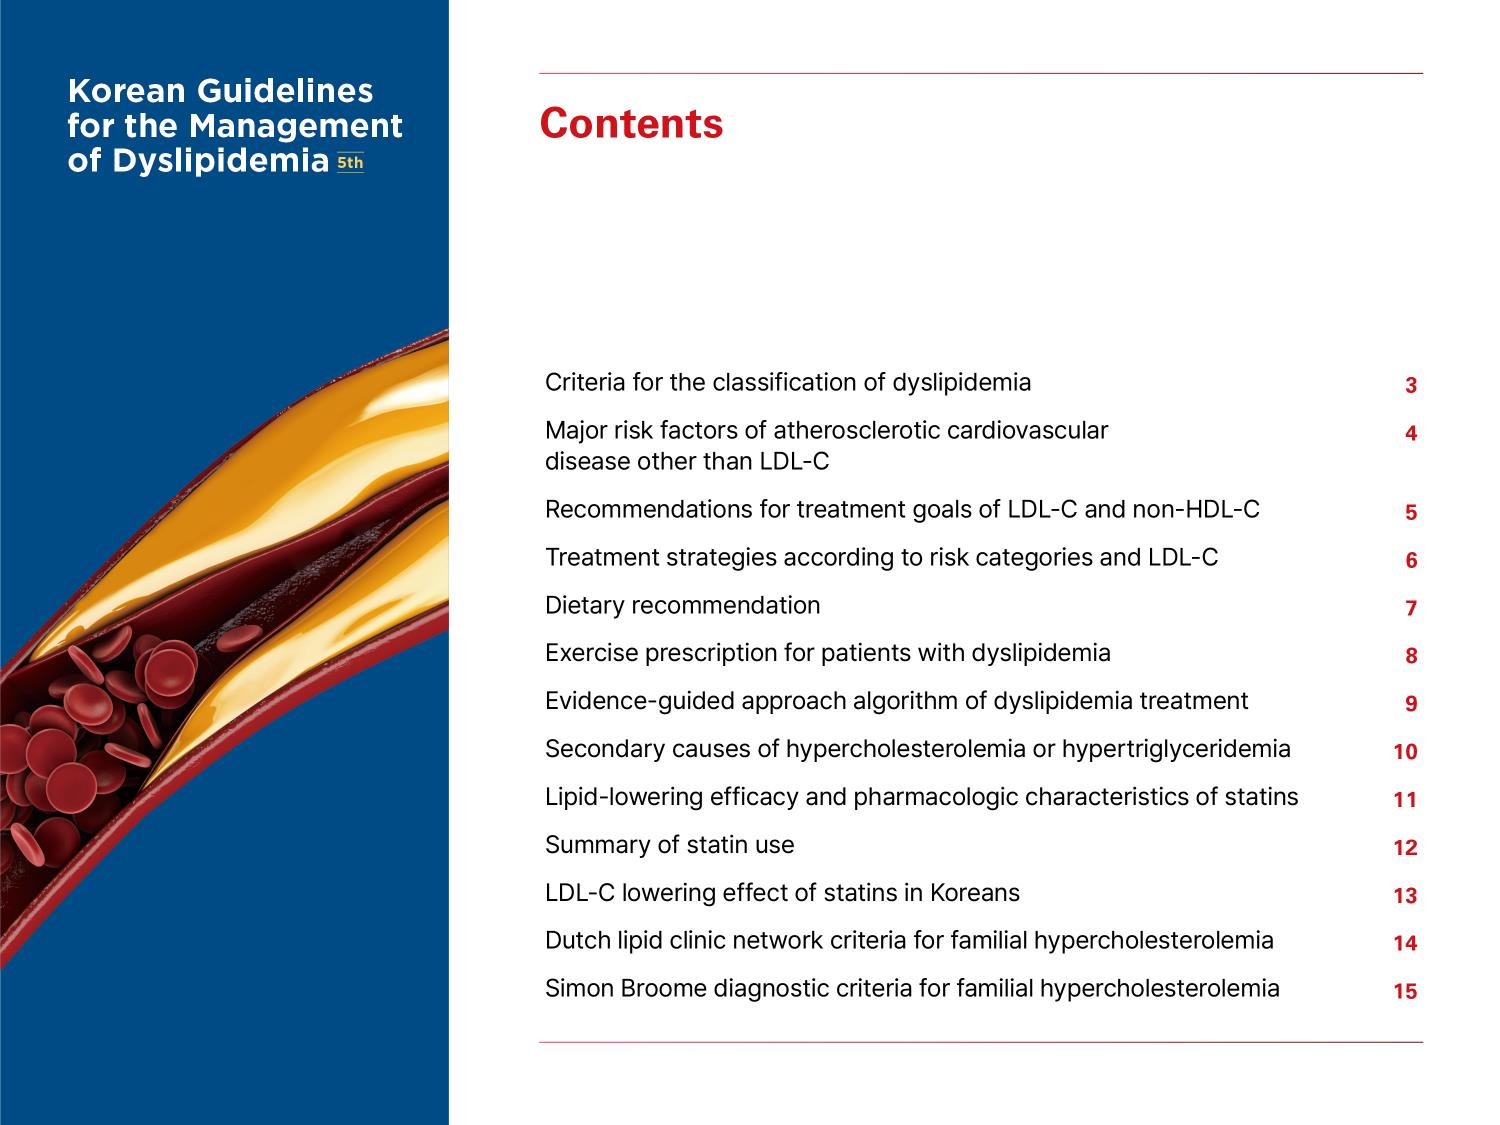 Korean Guidelines
for the Management
of Dyslipidemia 5th
Contents
Criteria for the classification of dyslipidemia 3
Major risk factors of atherosclerotic cardiovascular 4
disease other than LDL-C
Recommendations for treatment goals of LDL-C and non-HDL-C 5
Treatment strategies according to risk categories and LDL-C 6
Dietary recommendation 7
Exercise prescription for patients with dyslipidemia 8
Evidence-guided approach algorithm of dyslipidemia treatment 9
Secondary causes of hypercholesterolemia or hypertriglyceridemia 10
Lipid-lowering efficacy and pharmacologic characteristics of statins 11
Summary of statin use 12
LDL-C lowering effect of statins in Koreans 13
Dutch lipid clinic network criteria for familial hypercholesterolemia 14
Simon Broome diagnostic criteria for familial hypercholesterolemia 15